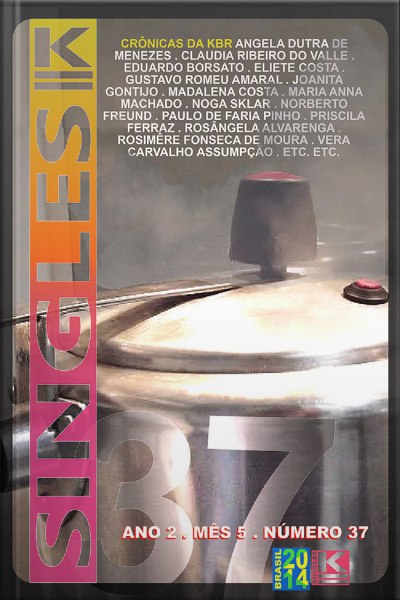 K
SINGLES
CRÔNICAS DA KBR ANGELA DUTRA DE
MENEZES . CLAUDIA RIBEIRO DO VALLE .
EDUARDO BORSATO . ELIETE COSTA .
GUSTAVO ROMEU AMARAL . JOANITA
GONTIJO . MADALENA COSTA . MARIA ANNA
MACHADO . NOGA SKLAR . NORBERTO
FREUND . PAULO DE FARIA PINHO . PRISCILA
FERRAZ . ROSÂNGELA ALVARENGA .
ROSIMÊRE FONSECA DE MOURA . VERA
CARVALHO ASSUMPÇÃO . ETC. ETC.
37
ANO 2 . MÊS 5 . NÚMERO 37
BRASIL
2014
SINGLES
K